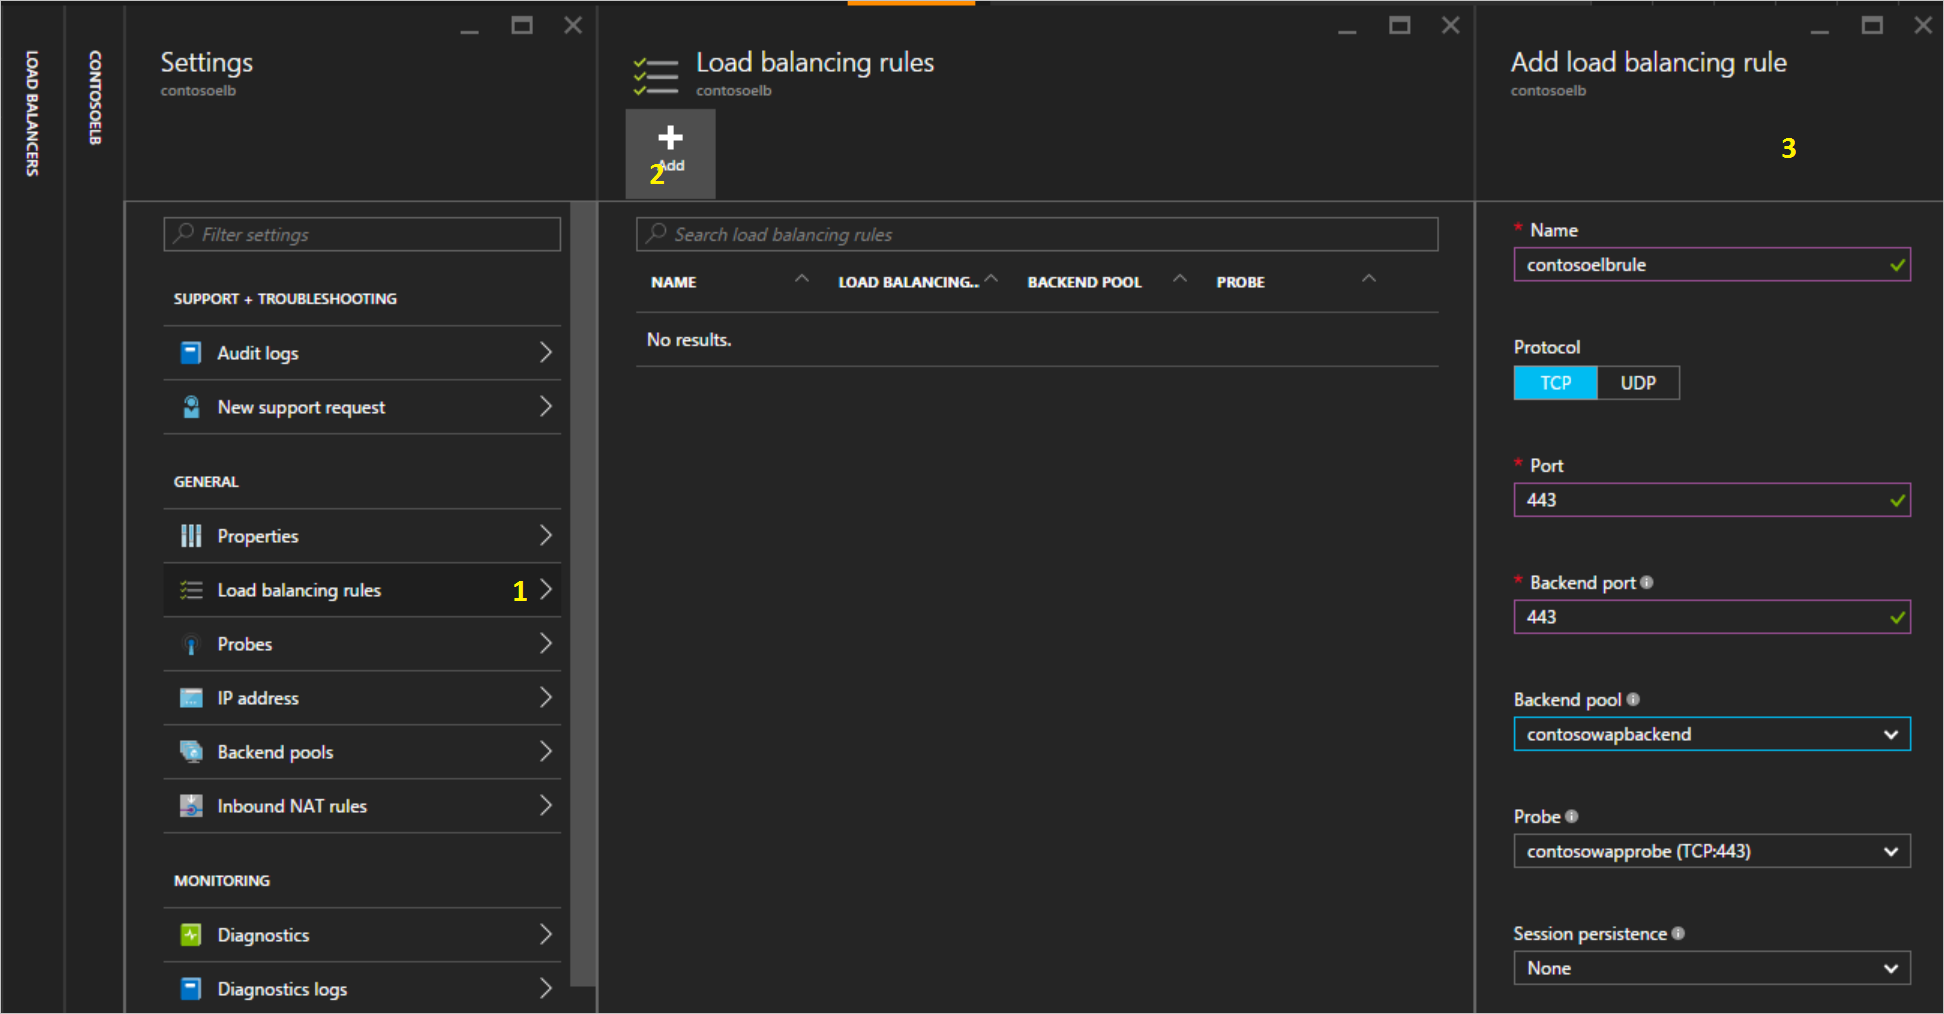 LOAD BALANCERS
CONTOSOELB
Settings
contosoelb
Filter settings
SUPPORT + TROUBLESHOOTING
Audit logs
New support request
GENERAL
Properties
Load balancing rules
1
Probes
IP address
Backend pools
Inbound NAT rules
MONITORING
Diagnostics
Diagnostics logs
Load balancing rules
contosoelb
Add
2
Search load balancing rules
NAME LOAD BALANCING.. BACKEND POOL PROBE
No results.
Add load balancing rule
contosoelb
3
* Name
contosoelbrule
Protocol
TCP UDP
* Port
443
* Backend port
443
Backend pool
contosowapbackend
Probe
contosowapprobe (TCP:443)
Session persistence
None